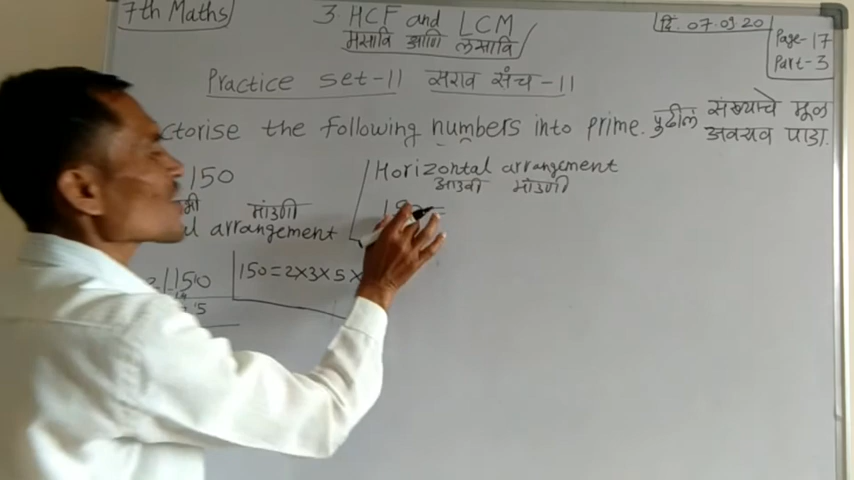 7th Maths
3. HCF and LCM
मसावि आणि लसावि
दि. 07.09.20
Page-17
Part-3
Practice set-11 सराव संच -11
ctorise the following numbers into prime. पुढील संख्यांचे मूळ
अवयव पाडा.
150
मांडणी
arrangement
Horizontal arrangement
आडवी मांडणी
2 150
5
150=2×3×5×